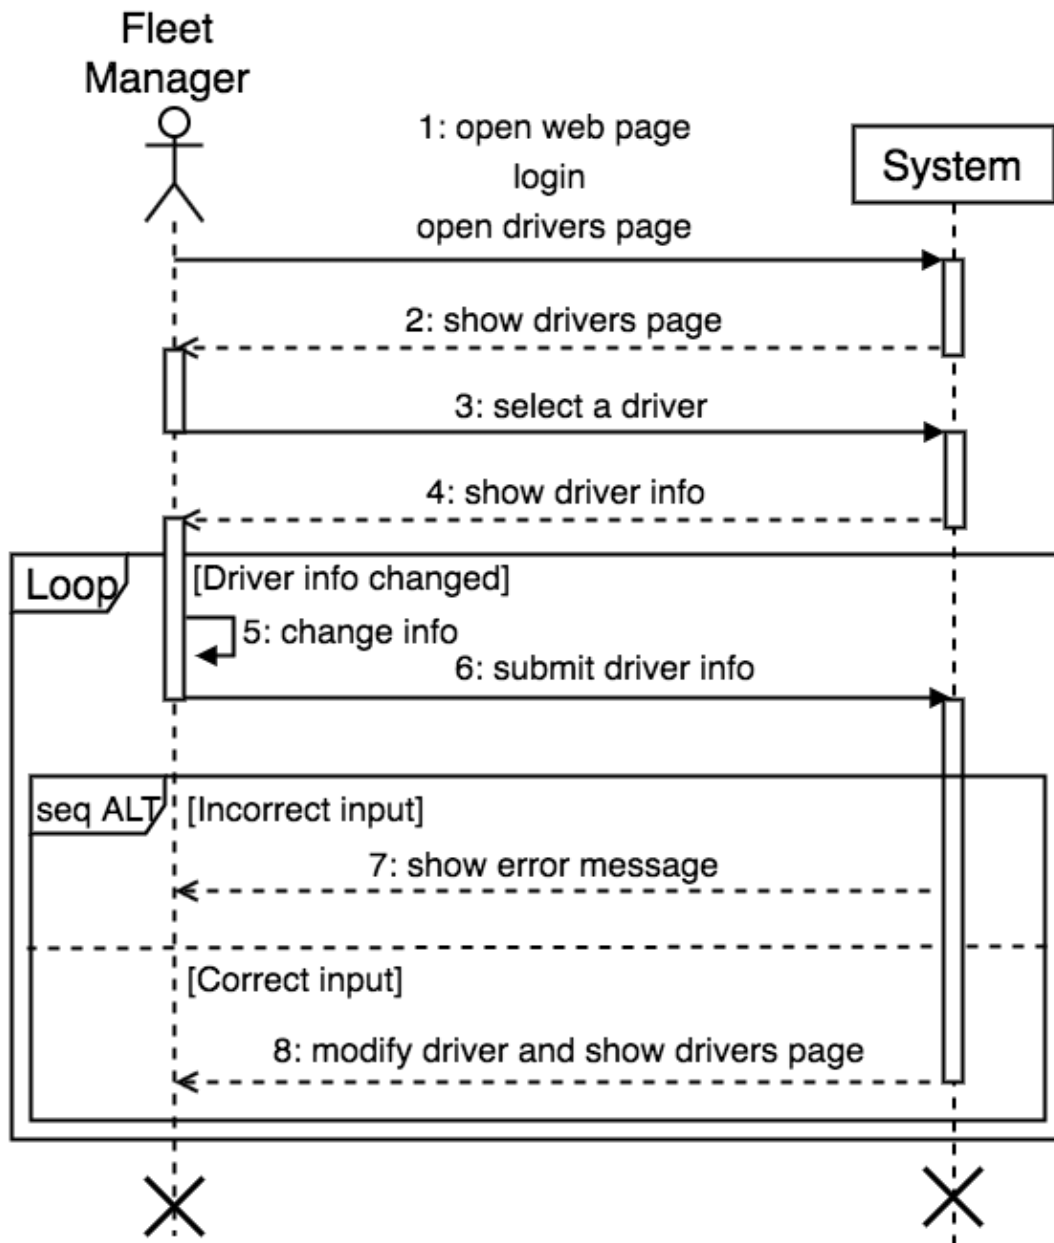 Fleet
Manager
1: open web page
login
open drivers page
System
2: show drivers page
3: select a driver
4: show driver info
Loop
[Driver info changed]
5: change info
6: submit driver info
seq ALT
[Incorrect input]
7: show error message
[Correct input]
8: modify driver and show drivers page